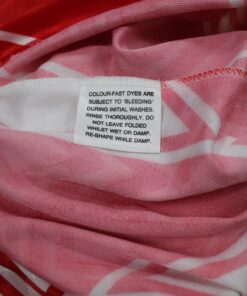 COLOUR-FAST DYES ARE
SUBJECT TO 'BLEEDING'
DURING INITIAL WASHES.
RINSE THOROUGHLY. DO
NOT LEAVE FOLDED
WHILST WET OR DAMP.
RE-SHAPE WHILE DAMP.